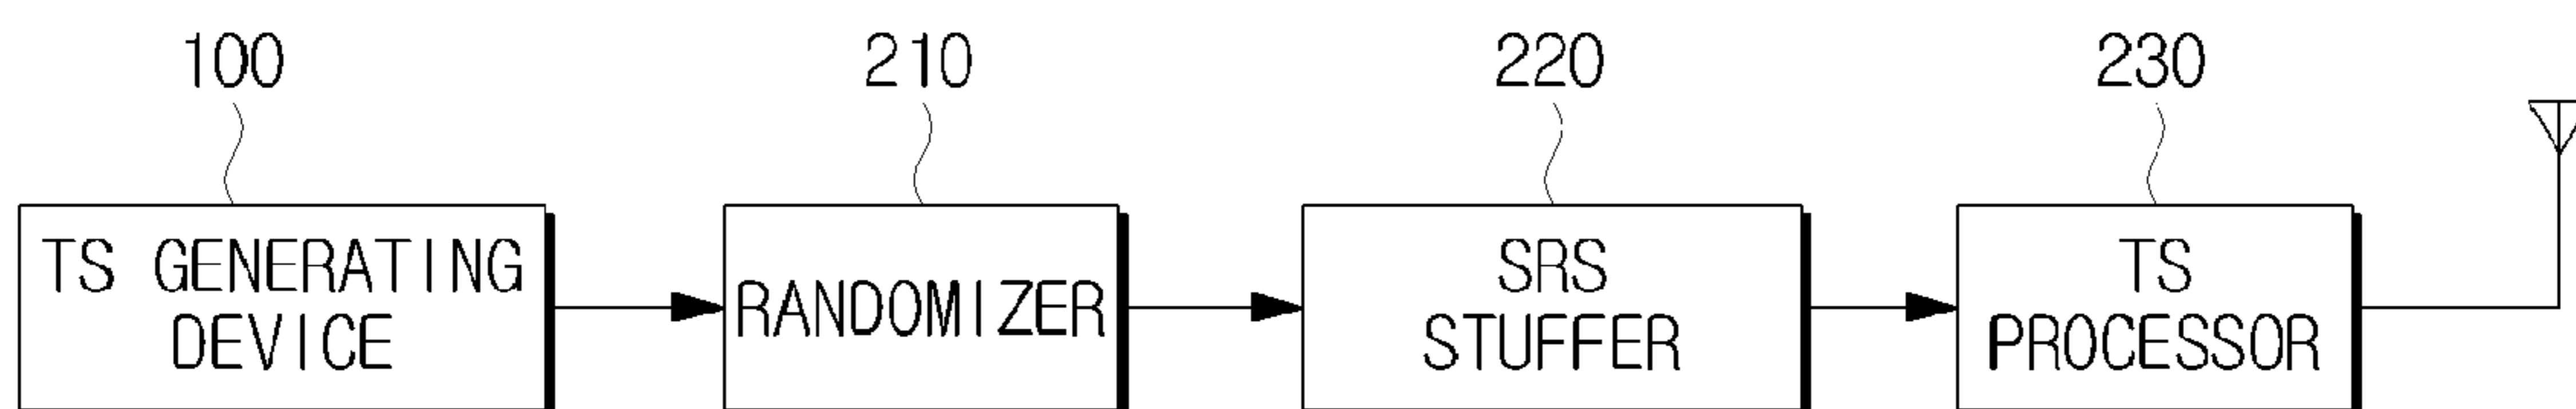 100
210
220
230
TS GENERATING
DEVICE
RANDOMIZER
SRS
STUFFER
TS
PROCESSOR